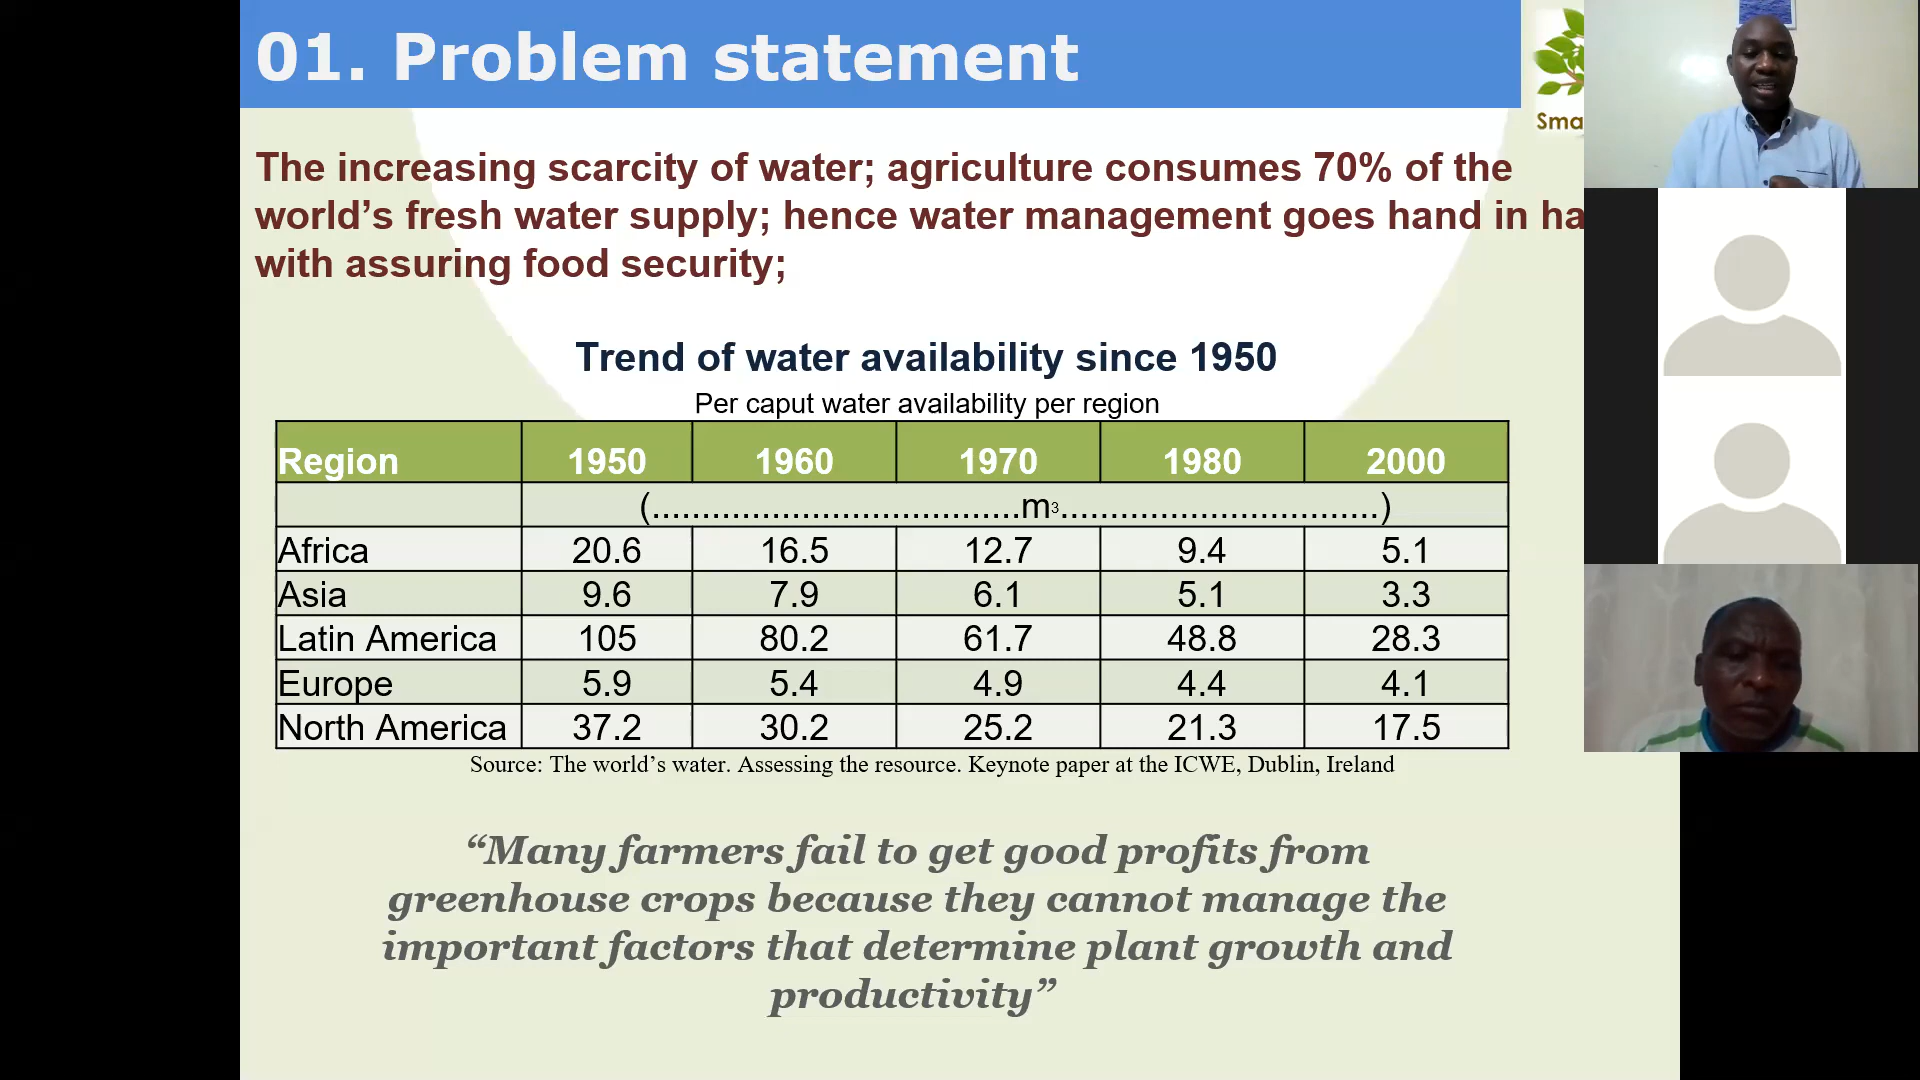 01. Problem statement
Sma
The increasing scarcity of water; agriculture consumes 70% of the
world’s fresh water supply; hence water management goes hand in ha
with assuring food security;
Trend of water availability since 1950
Per caput water availability per region
Region 1950 1960 1970 1980 2000
(.....................................m3................................)
Africa 20.6 16.5 12.7 9.4 5.1
Asia 9.6 7.9 6.1 5.1 3.3
Latin America 105 80.2 61.7 48.8 28.3
Europe 5.9 5.4 4.9 4.4 4.1
North America 37.2 30.2 25.2 21.3 17.5
Source: The world’s water. Assessing the resource. Keynote paper at the ICWE, Dublin, Ireland
“Many farmers fail to get good profits from
greenhouse crops because they cannot manage the
important factors that determine plant growth and
productivity”